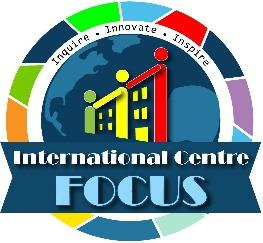 Inquire • Innovate • Inspire
International Centre
FOCUS